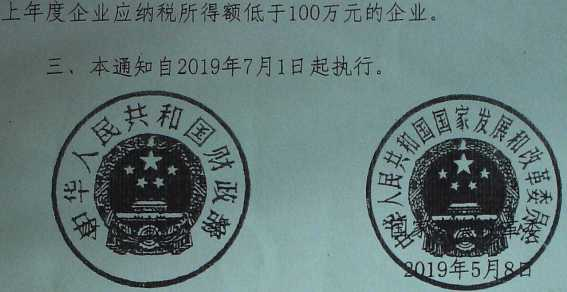 上年度企业应纳税所得额低于100万元的企业。
三、本通知自2019年7月1日起执行。
中华人民共和国财政部
中华人民共和国国家发展和改革委员会
2019年5月8日